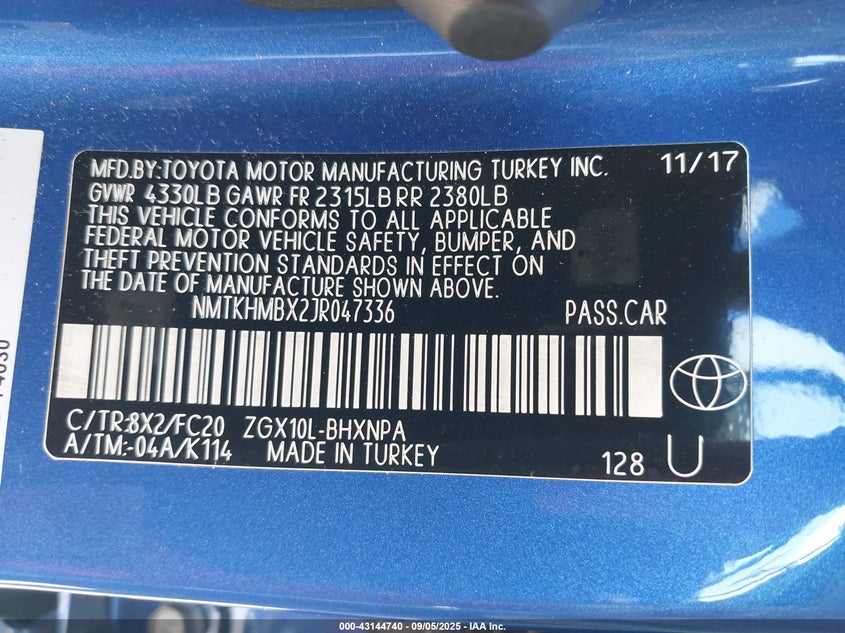 MFD.BY:TOYOTA MOTOR MANUFACTURING TURKEY INC. 11/17
GVWR 4330LB GAWR FR 2315LB RR 2380LB
THIS VEHICLE CONFORMS TO ALL APPLICABLE
FEDERAL MOTOR VEHICLE SAFETY, BUMPER, AND
THEFT PREVENTION STANDARDS IN EFFECT ON
THE DATE OF MANUFACTURE SHOWN ABOVE.
NMTKHMBX2JR047336 PASS.CAR
C/TR:8X2/FC20 ZGX10L-BHXNPA
A/TM:-04A/K114 MADE IN TURKEY 128 U
000-43144740 - 09/05/2025 - IAA Inc.